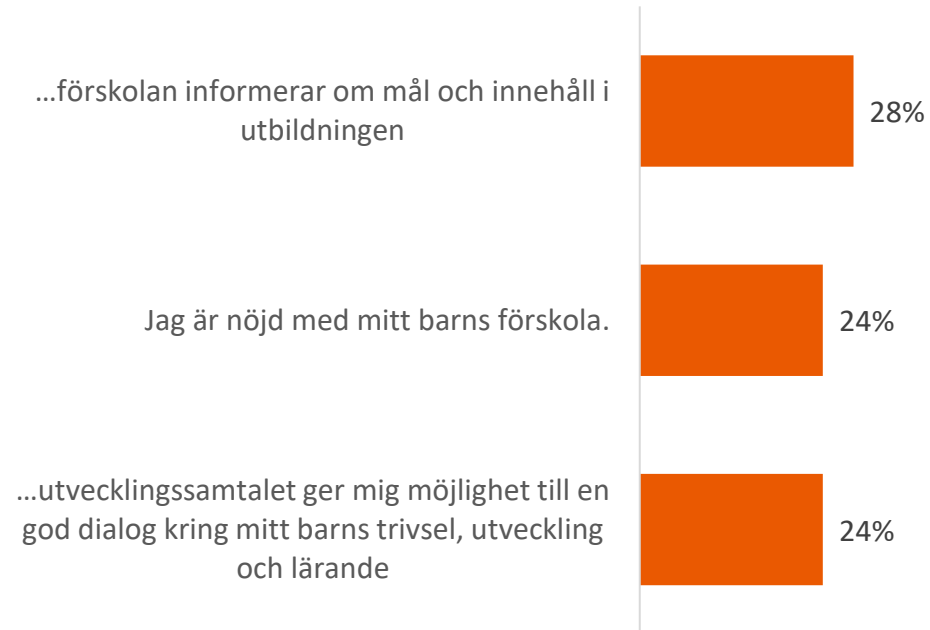 …förskolan informerar om mål och innehåll i
utbildningen
28%
Jag är nöjd med mitt barns förskola.
24%
…utvecklingssamtalet ger mig möjlighet till en
god dialog kring mitt barns trivsel, utveckling
och lärande
24%